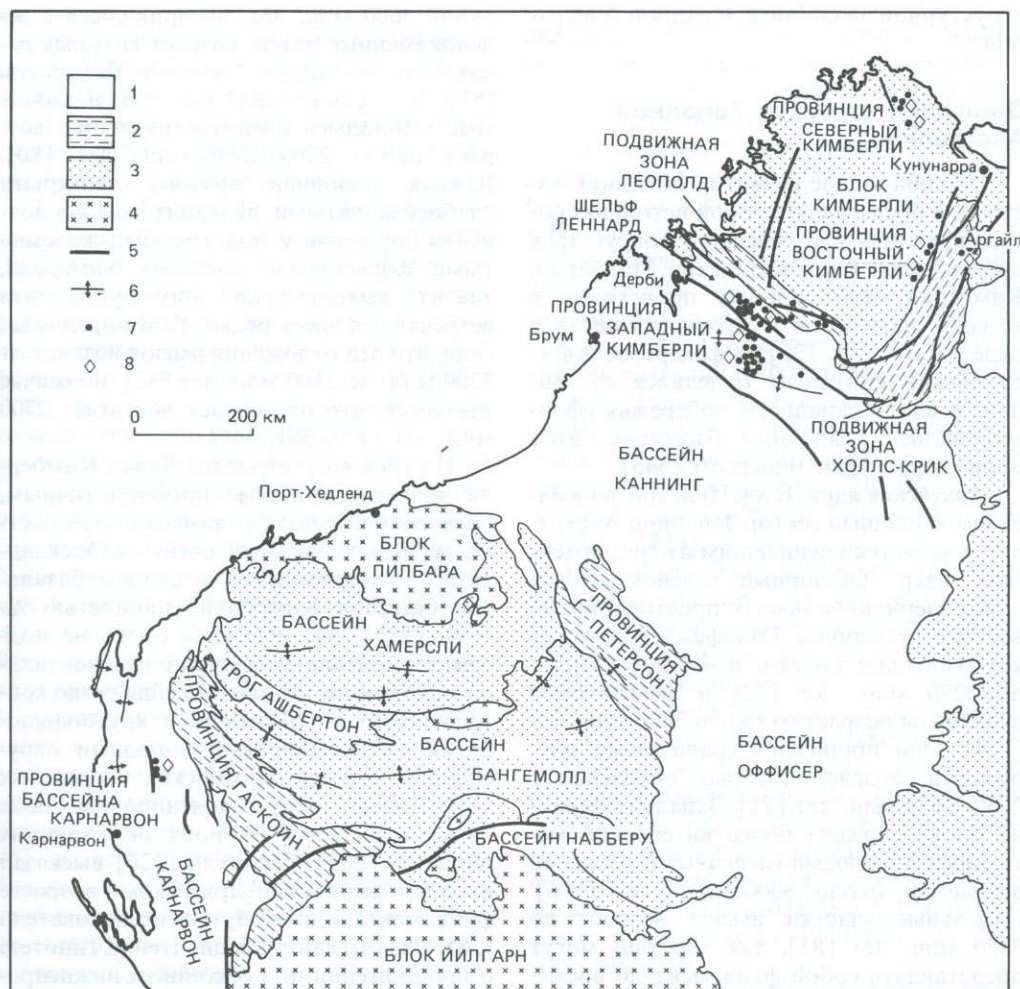 1
2
3
4
5
6
7
8
200 км
ПРОВИНЦИЯ
СЕВЕРНЫЙ
КИМБЕРЛИ
Кунунарра
ПОДВИЖНАЯ
ЗОНА
ЛЕОПОЛД
БЛОК
КИМБЕРЛИ
ШЕЛЬФ
ЛЕННАРД
ПРОВИНЦИЯ
ВОСТОЧНЫЙ
КИМБЕРЛИ
Аргайл
Дерби
ПРОВИНЦИЯ
ЗАПАДНЫЙ
КИМБЕРЛИ
Брум
ПОДВИЖНАЯ
ЗОНА
ХОЛЛС-КРИК
БАССЕЙН
КАННИНГ
Порт-Хедленд
БЛОК
ПИЛБАРА
БАССЕЙН
ХАМЕРСЛИ
ПРОВИНЦИЯ
ПЕТЕРСОН
ТРОГ АШБЕРТОН
ПРОВИНЦИЯ ГАСКОЙН
БАССЕЙН
БАНГЕМОЛЛ
БАССЕЙН
ОФИСЕР
ПРОВИНЦИЯ
БАССЕЙНА
КАРНАРВОН
Карнарвон
БАССЕЙН
КАРНАРВОН
БАССЕЙН НАББЕРУ
БЛОК ЙИЛГАРН